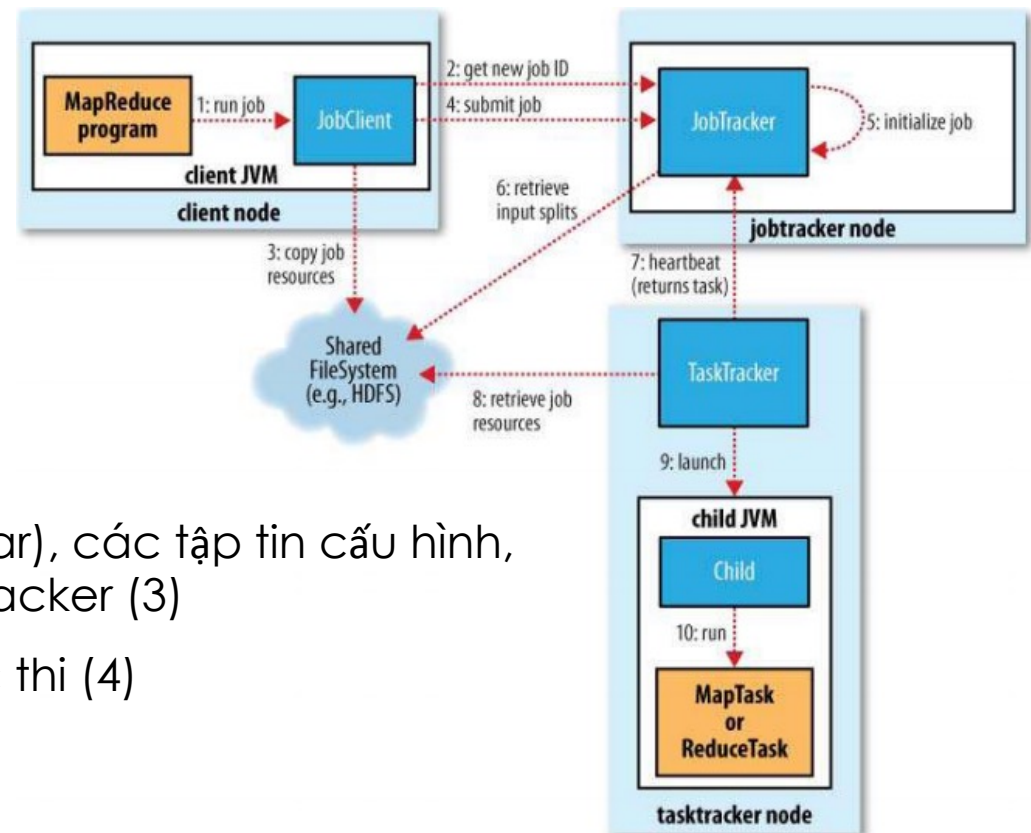 MapReduce
program
1: run job
JobClient
client JVM
client node
2: get new job ID
4: submit job
JobTracker
5: initialize job
jobtracker node
3: copy job
resources
6: retrieve
input splits
7: heartbeat
(returns task)
Shared
FileSystem
(e.g., HDFS)
8: retrieve job
resources
TaskTracker
9: launch
child JVM
Child
10: run
MapTask
or
ReduceTask
tasktracker node
ar), các tập tin cấu hình,
acker (3)
thi (4)